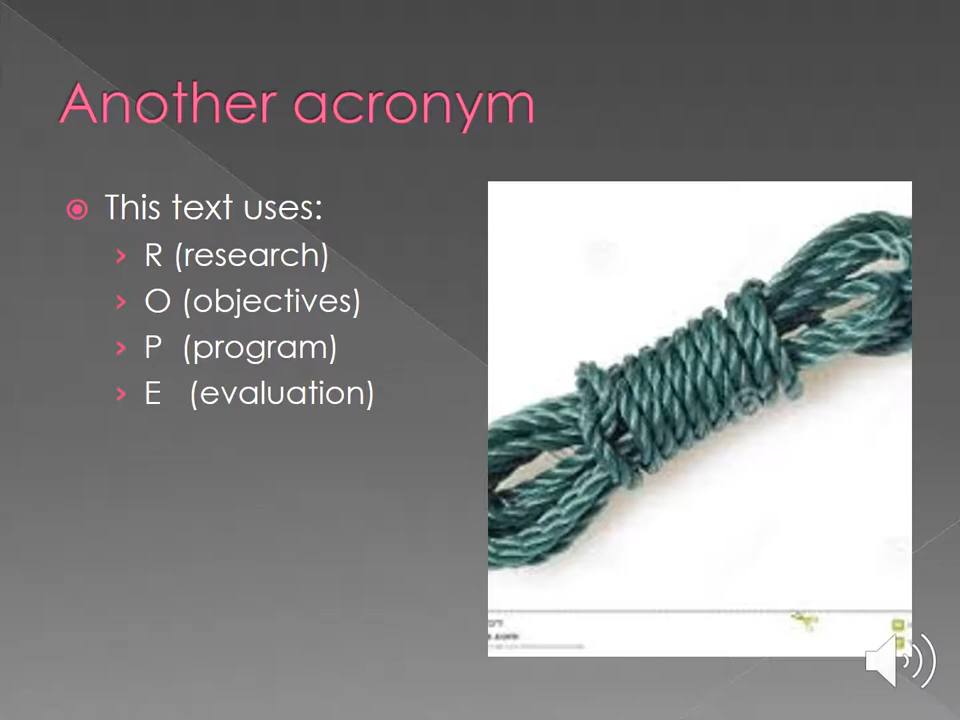 Another acronym
This text uses:
R (research)
O (objectives)
P (program)
E (evaluation)